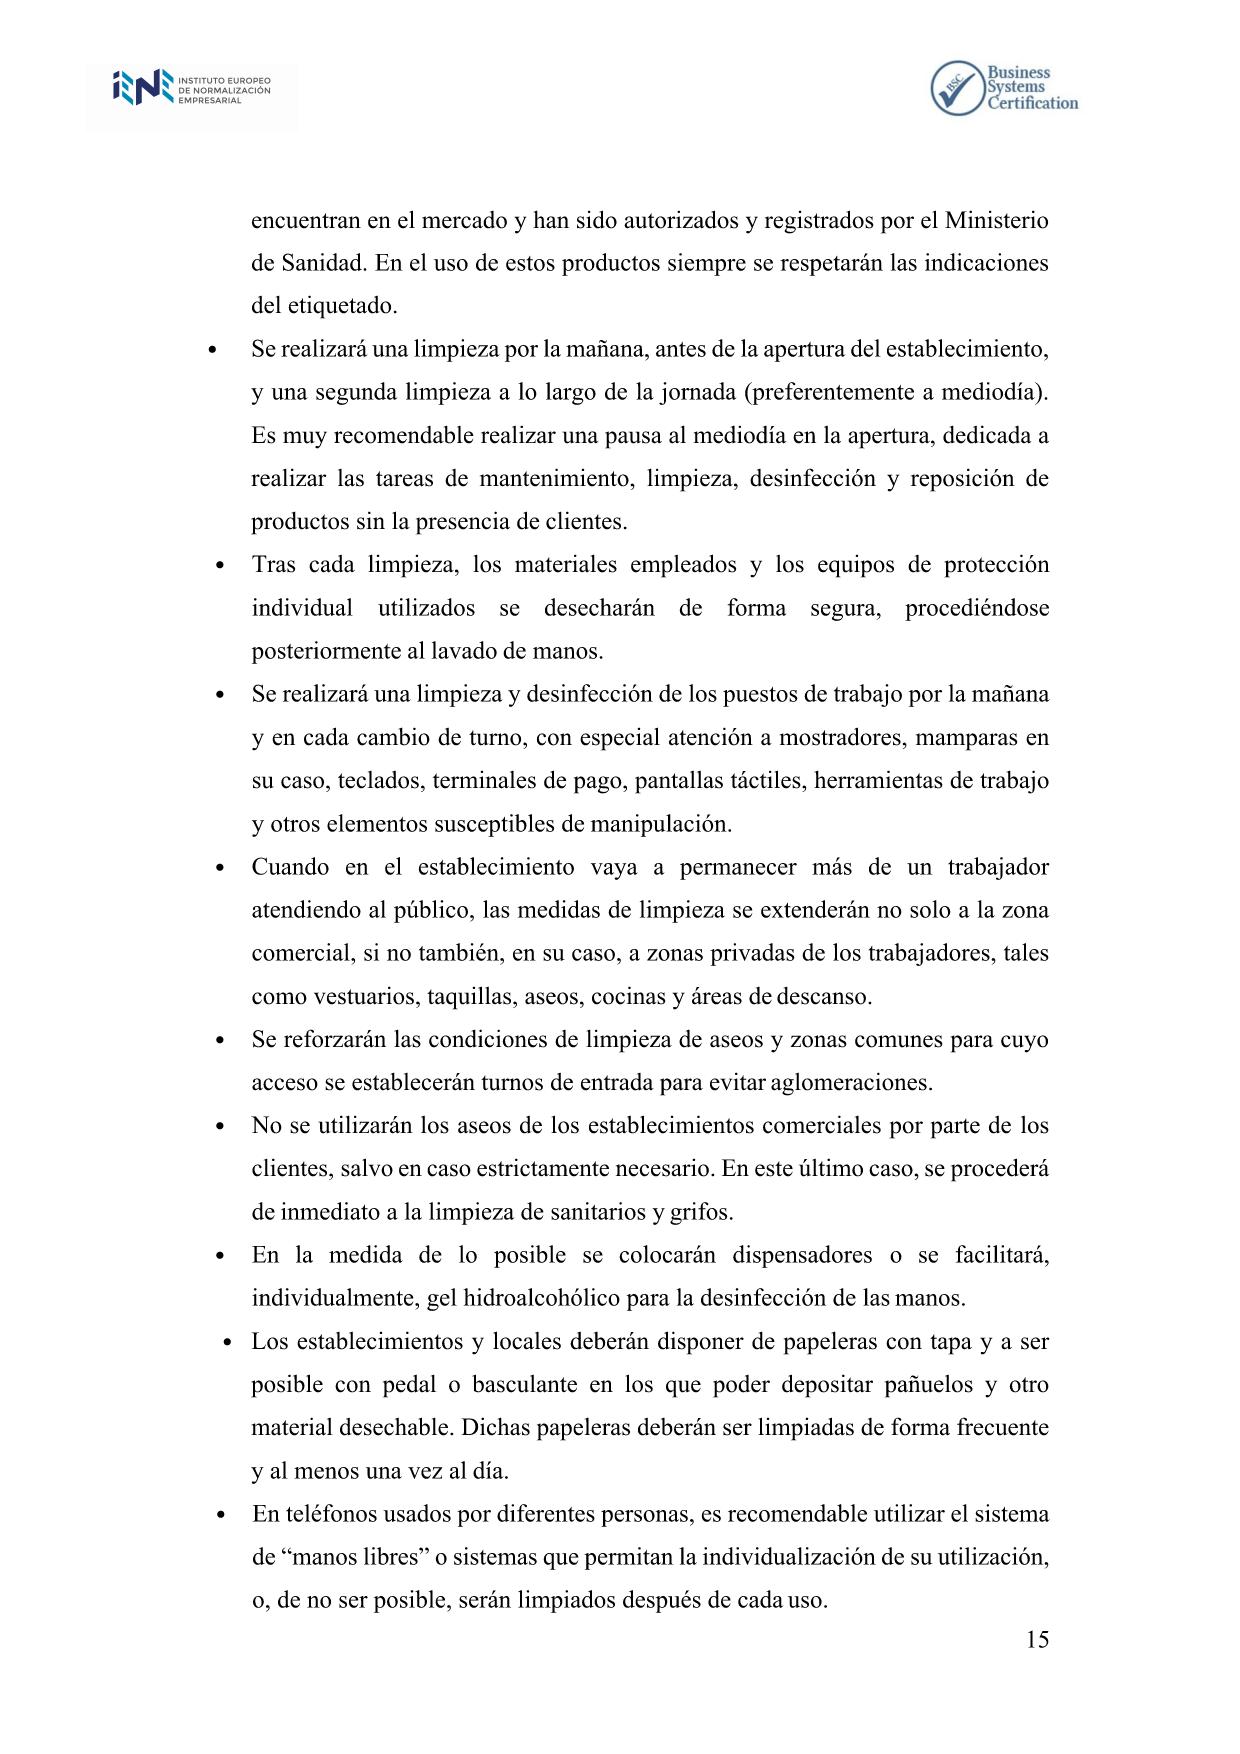 iENE INSTITUTO EUROPEO
DE NORMALIZACIÓN
EMPRESARIAL
BSC
Business
Systems
Certification
encuentran en el mercado y han sido autorizados y registrados por el Ministerio
de Sanidad. En el uso de estos productos siempre se respetarán las indicaciones
del etiquetado.
• Se realizará una limpieza por la mañana, antes de la apertura del establecimiento,
y una segunda limpieza a lo largo de la jornada (preferentemente a mediodía).
Es muy recomendable realizar una pausa al mediodía en la apertura, dedicada a
realizar las tareas de mantenimiento, limpieza, desinfección y reposición de
productos sin la presencia de clientes.
• Tras cada limpieza, los materiales empleados y los equipos de protección
individual utilizados se desecharán de forma segura, procediéndose
posteriormente al lavado de manos.
• Se realizará una limpieza y desinfección de los puestos de trabajo por la mañana
y en cada cambio de turno, con especial atención a mostradores, mamparas en
su caso, teclados, terminales de pago, pantallas táctiles, herramientas de trabajo
y otros elementos susceptibles de manipulación.
• Cuando en el establecimiento vaya a permanecer más de un trabajador
atendiendo al público, las medidas de limpieza se extenderán no solo a la zona
comercial, si no también, en su caso, a zonas privadas de los trabajadores, tales
como vestuarios, taquillas, aseos, cocinas y áreas de descanso.
• Se reforzarán las condiciones de limpieza de aseos y zonas comunes para cuyo
acceso se establecerán turnos de entrada para evitar aglomeraciones.
• No se utilizarán los aseos de los establecimientos comerciales por parte de los
clientes, salvo en caso estrictamente necesario. En este último caso, se procederá
de inmediato a la limpieza de sanitarios y grifos.
• En la medida de lo posible se colocarán dispensadores o se facilitará,
individualmente, gel hidroalcohólico para la desinfección de las manos.
• Los establecimientos y locales deberán disponer de papeleras con tapa y a ser
posible con pedal o basculante en los que poder depositar pañuelos y otro
material desechable. Dichas papeleras deberán ser limpiadas de forma frecuente
y al menos una vez al día.
• En teléfonos usados por diferentes personas, es recomendable utilizar el sistema
de “manos libres” o sistemas que permitan la individualización de su utilización,
o, de no ser posible, serán limpiados después de cada uso.
15